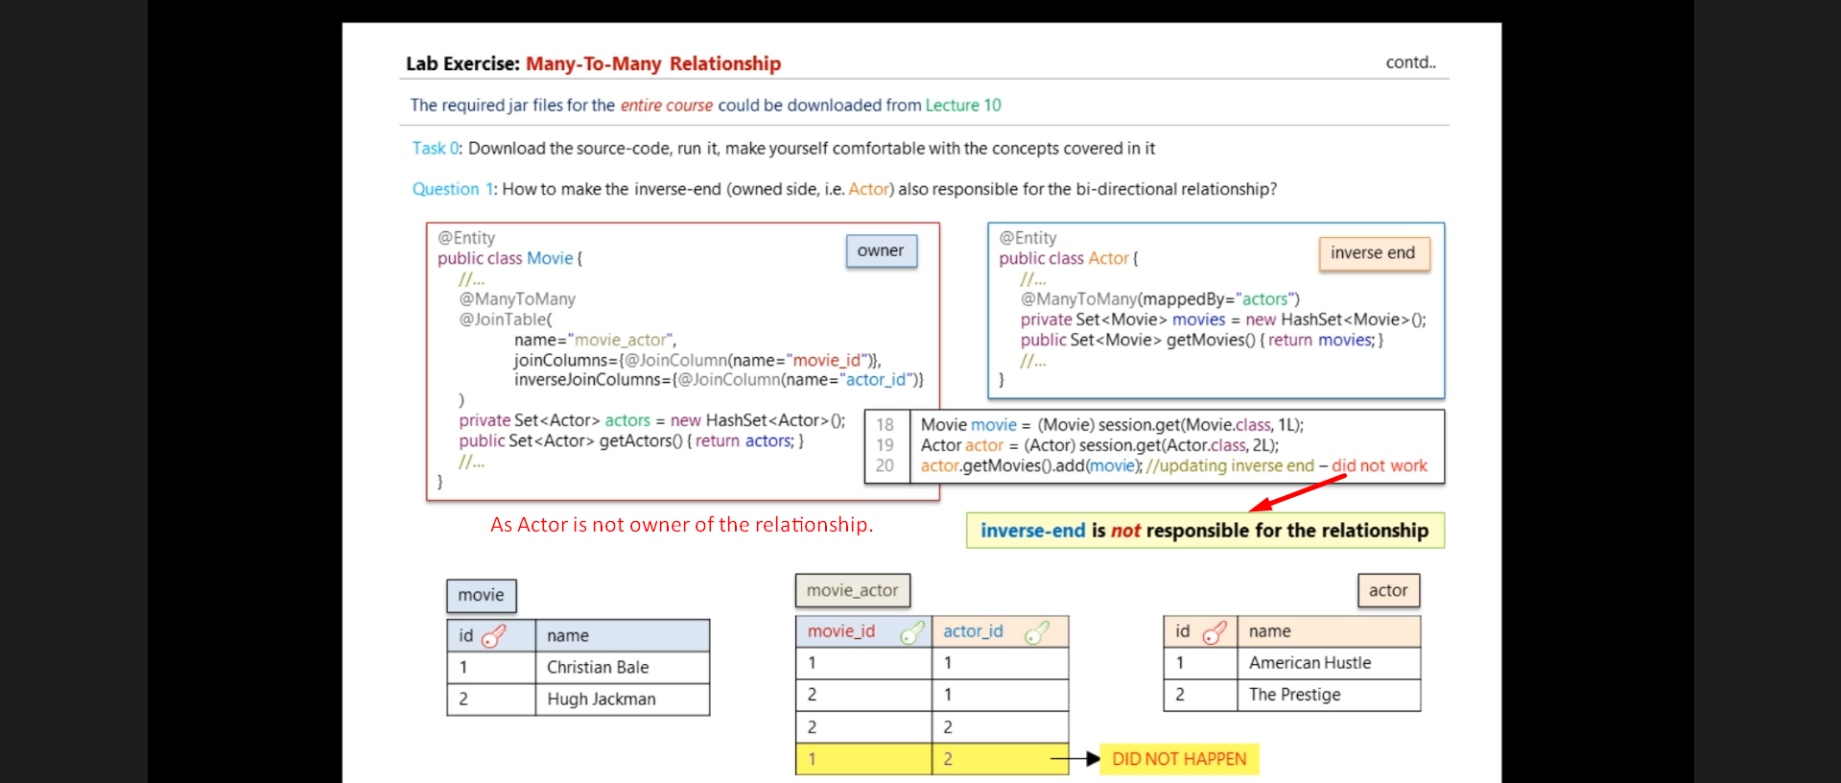 Lab Exercise: Many-To-Many Relationship contd..
The required jar files for the entire course could be downloaded from Lecture 10
Task 0: Download the source-code, run it, make yourself comfortable with the concepts covered in it
Question 1: How to make the inverse-end (owned side, i.e. Actor) also responsible for the bi-directional relationship?
@Entity
owner
public class Movie {
//...
@ManyToMany
@JoinTable(
name="movie_actor",
joinColumns={@JoinColumn(name="movie_id")},
inverseJoinColumns={@JoinColumn(name="actor_id")}
)
private Set<Actor> actors = new HashSet<Actor>();
public Set<Actor> getActors() { return actors; }
//...
}
@Entity
inverse end
public class Actor {
//...
@ManyToMany(mappedBy="actors")
private Set<Movie> movies = new HashSet<Movie>();
public Set<Movie> getMovies() { return movies; }
//...
}
18 Movie movie = (Movie) session.get(Movie.class, 1L);
19 Actor actor = (Actor) session.get(Actor.class, 2L);
20 actor.getMovies().add(movie); //updating inverse end – did not work
As Actor is not owner of the relationship.
inverse-end is not responsible for the relationship
movie
id name
1 Christian Bale
2 Hugh Jackman
movie_actor
movie_id actor_id
1 1
2 1
2 2
1 2
DID NOT HAPPEN
actor
id name
1 American Hustle
2 The Prestige